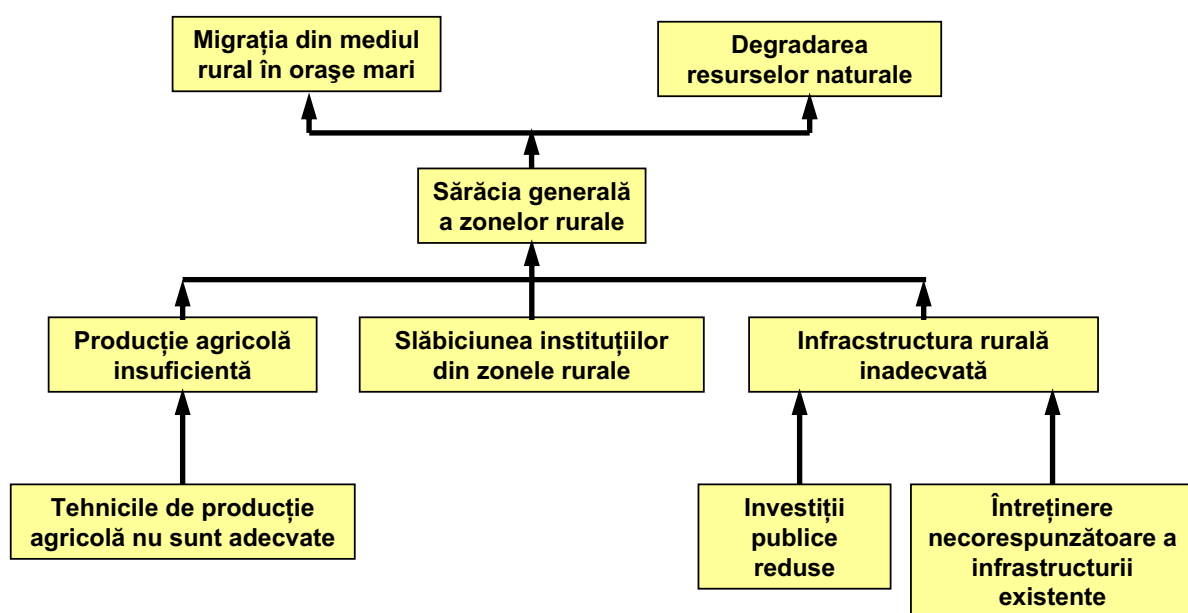 Migrația din mediul
rural în orașe mari
Degradarea
resurselor naturale
Sărăcia generală
a zonelor rurale
Producție agricolă
insuficientă
Slăbiciunea instituțiilor
din zonele rurale
Infracstructura rurală
inadecvată
Tehnicile de producție
agricolă nu sunt adecvate
Investiții
publice
reduse
Întreținere
necorespunzătoare a
infrastructurii
existente